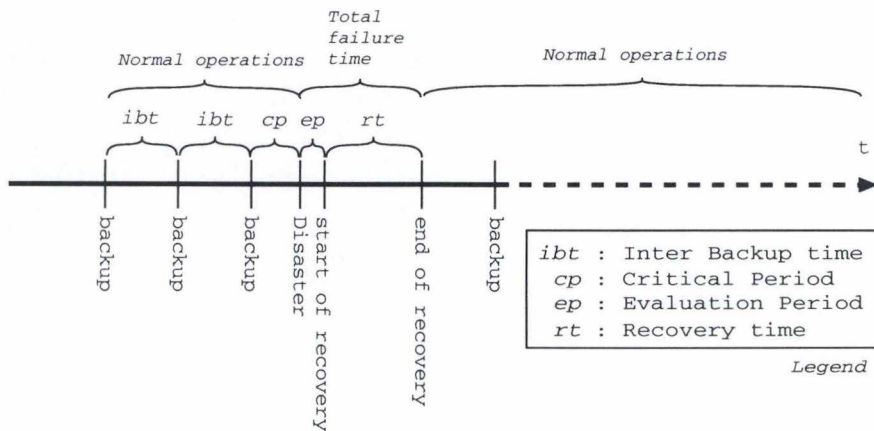 Total
failure
time
Normal operations
Normal operations
ibt
ibt
cp
ep
rt
t
backup
backup
backup
Disaster
start of recovery
end of recovery
backup
ibt : Inter Backup time
cp : Critical Period
ep : Evaluation Period
rt : Recovery time
Legend